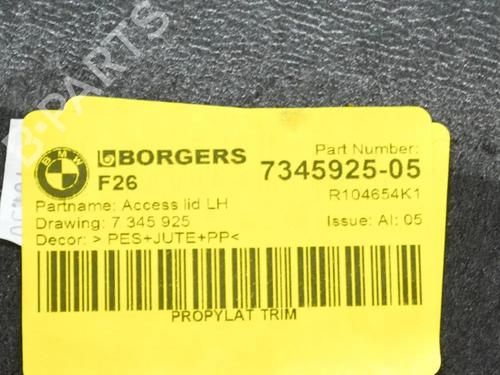 B-PARTS
BMW
BORGERS
F26
Part Number:
7345925-05
R104654K1
Partname: Access lid LH
Drawing: 7 345 925
Issue: AI: 05
Decor: > PES+JUTE+PP<
PROPYLAT TRIM